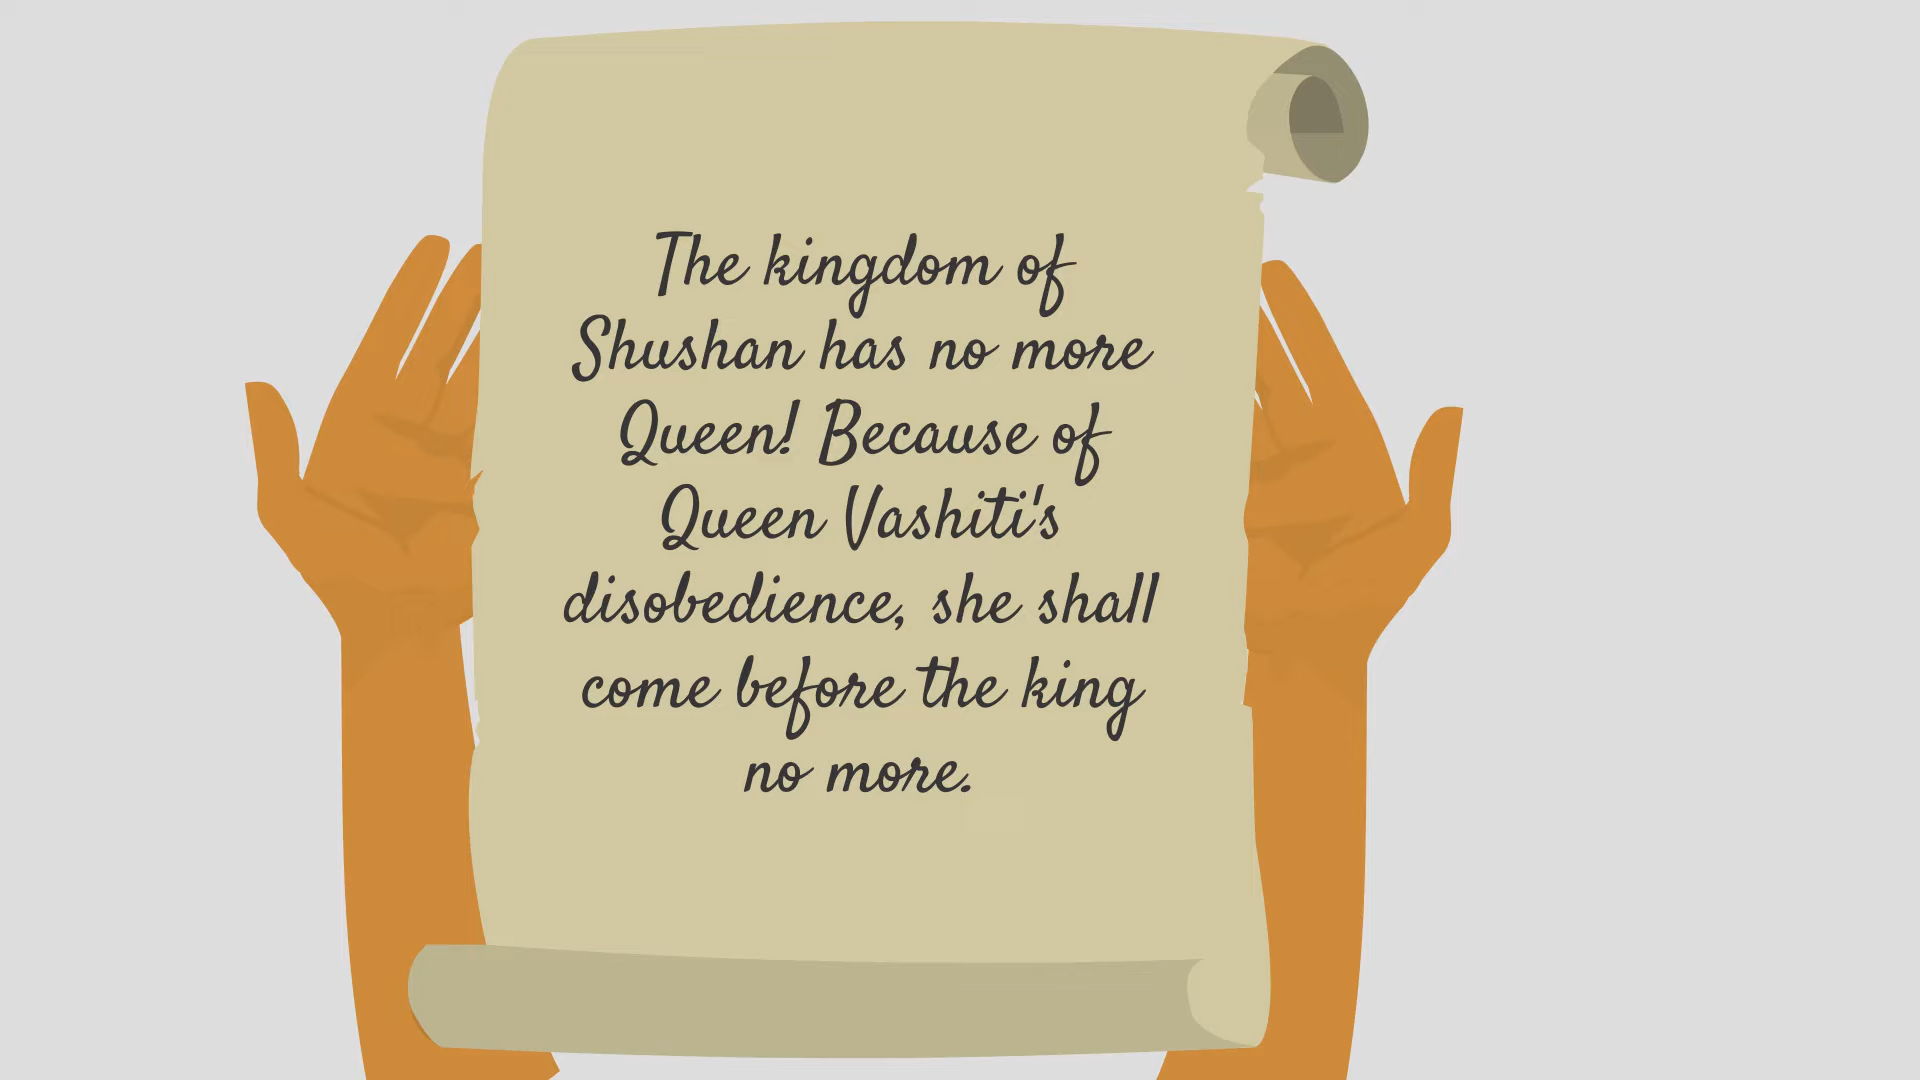 The kingdom of
Shushan has no more
Queen! Because of
Queen Vashiti's
disobedience, she shall
come before the king
no more.